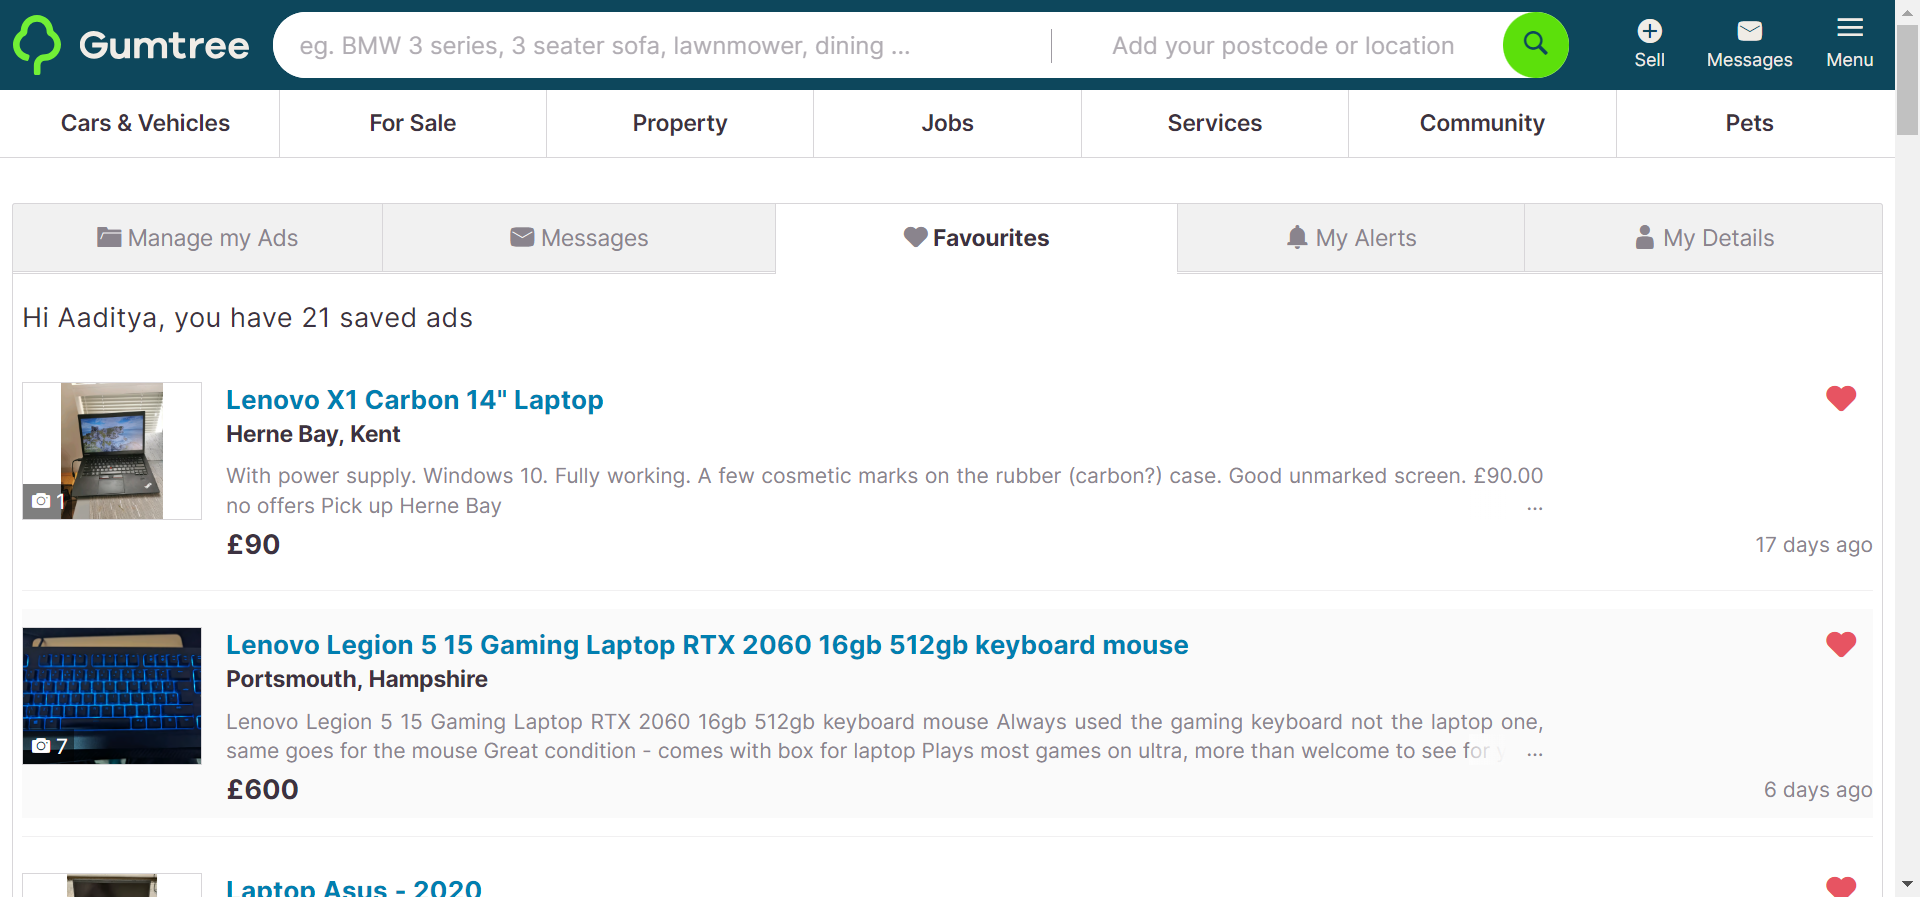 Gumtree
eg. BMW 3 series, 3 seater sofa, lawnmower, dining ...
Add your postcode or location
Sell
Messages
Menu
Cars & Vehicles
For Sale
Property
Jobs
Services
Community
Pets
Manage my Ads
Messages
Favourites
My Alerts
My Details
Hi Aaditya, you have 21 saved ads
Lenovo X1 Carbon 14" Laptop
Herne Bay, Kent
With power supply. Windows 10. Fully working. A few cosmetic marks on the rubber (carbon?) case. Good unmarked screen. £90.00
no offers Pick up Herne Bay ...
1
£90
17 days ago
Lenovo Legion 5 15 Gaming Laptop RTX 2060 16gb 512gb keyboard mouse
Portsmouth, Hampshire
Lenovo Legion 5 15 Gaming Laptop RTX 2060 16gb 512gb keyboard mouse Always used the gaming keyboard not the laptop one,
same goes for the mouse Great condition - comes with box for laptop Plays most games on ultra, more than welcome to see for ...
7
£600
6 days ago
Laptop Asus - 2020